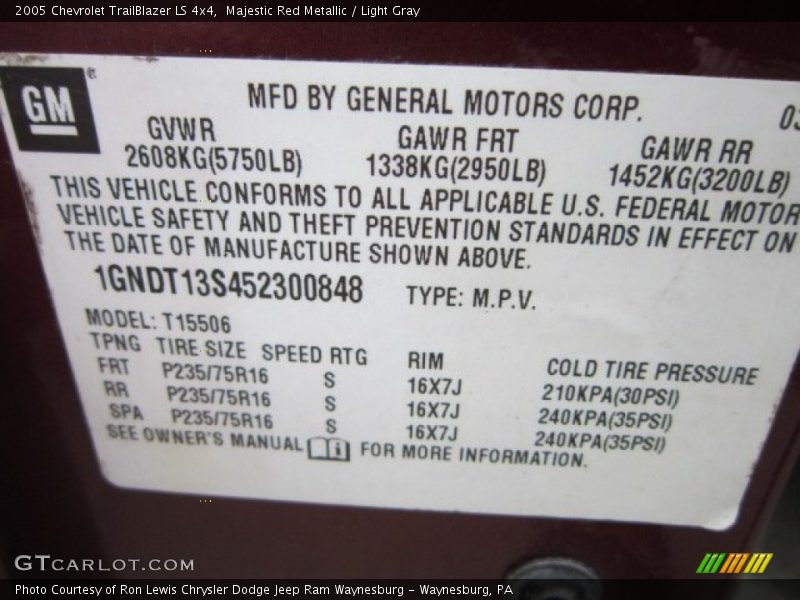 2005 Chevrolet TrailBlazer LS 4x4,  Majestic Red Metallic / Light Gray
GM
MFD BY GENERAL MOTORS CORP.
03
GVWR GAWR FRT GAWR RR
2608KG(5750LB) 1338KG(2950LB) 1452KG(3200LB)
THIS VEHICLE CONFORMS TO ALL APPLICABLE U.S. FEDERAL MOTOR
VEHICLE SAFETY AND THEFT PREVENTION STANDARDS IN EFFECT ON
THE DATE OF MANUFACTURE SHOWN ABOVE.
1GNDT13S452300848 TYPE: M.P.V.
MODEL: T15506
TPNG TIRE SIZE SPEED RTG RIM COLD TIRE PRESSURE
FRT P235/75R16 S 16X7J 210KPA(30PSI)
RR P235/75R16 S 16X7J 240KPA(35PSI)
SPA P235/75R16 S 16X7J 240KPA(35PSI)
SEE OWNER'S MANUAL FOR MORE INFORMATION.
GTCARLOT.COM
Photo Courtesy of Ron Lewis Chrysler Dodge Jeep Ram Waynesburg - Waynesburg, PA